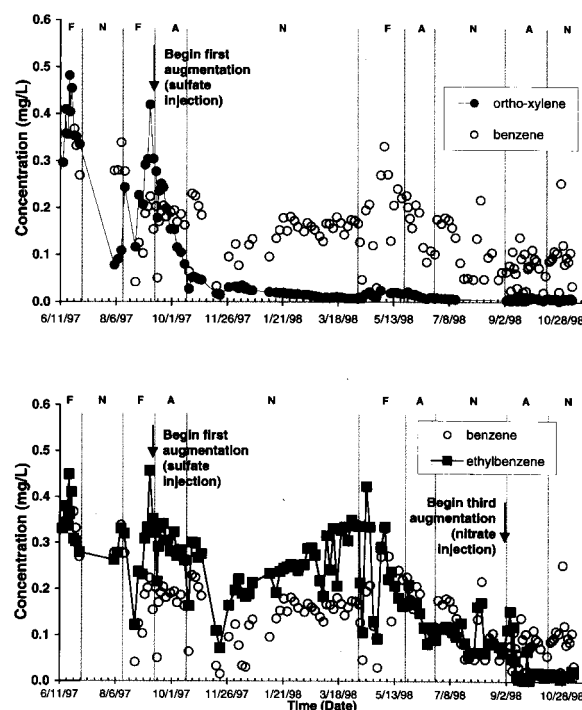 F N F A N F A N A N
Begin first
augmentation
(sulfate
injection)
ortho-xylene
benzene
Concentration (mg/L)
0.6
0.5
0.4
0.3
0.2
0.1
0.0
6/11/97 8/6/97 10/1/97 11/26/97 1/21/98 3/18/98 5/13/98 7/8/98 9/2/98 10/28/98
F N F A N F A N A N
Begin first
augmentation
(sulfate
injection)
benzene
ethylbenzene
Begin third
augmentation
(nitrate
injection)
Concentration (mg/L)
0.6
0.5
0.4
0.3
0.2
0.1
0.0
6/11/97 8/6/97 10/1/97 11/26/97 1/21/98 3/18/98 5/13/98 7/8/98 9/2/98 10/28/98
Time (Date)